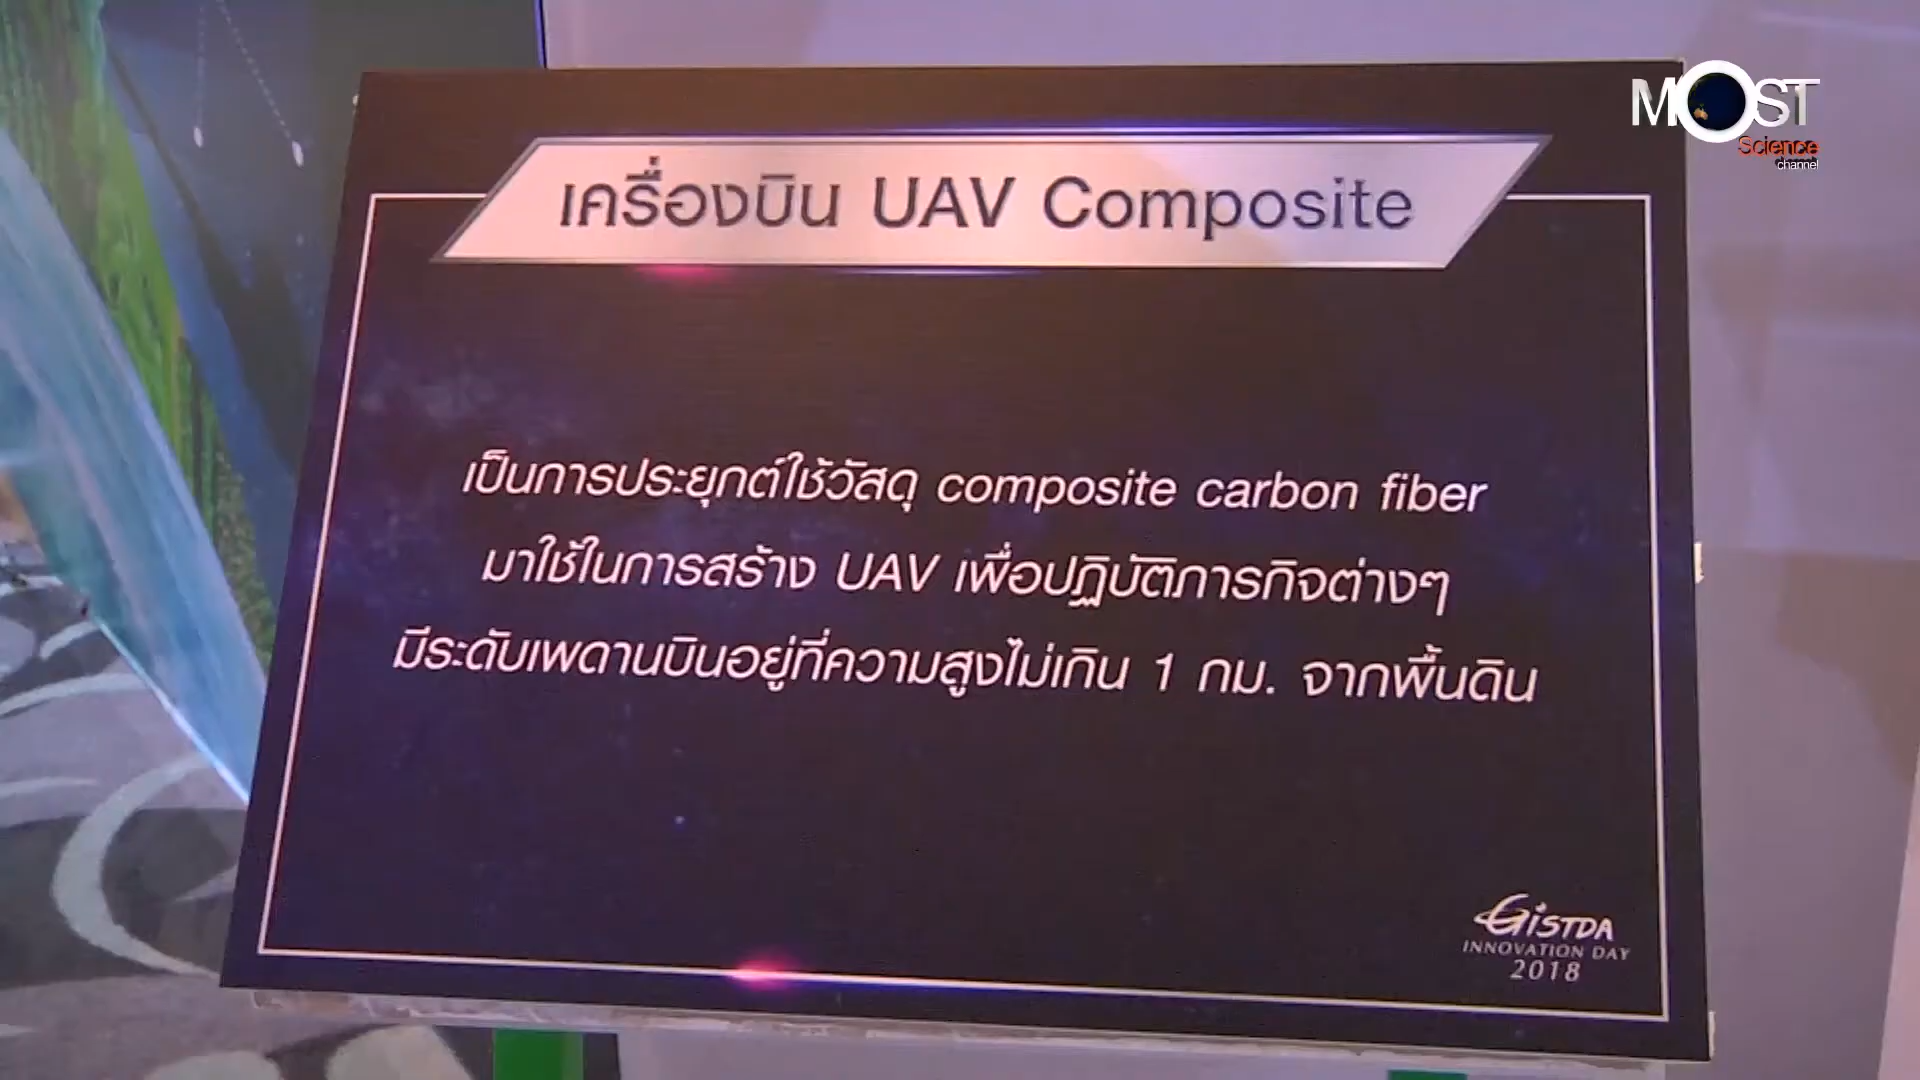 MOST
Science
channel
เครื่องบิน UAV Composite
เป็นการประยุกต์ใช้วัสดุ composite carbon fiber
มาใช้ในการสร้าง UAV เพื่อปฏิบัติภารกิจต่างๆ
มีระดับเพดานบินอยู่ที่ความสูงไม่เกิน 1 กม. จากพื้นดิน
GISTDA
INNOVATION DAY
2018